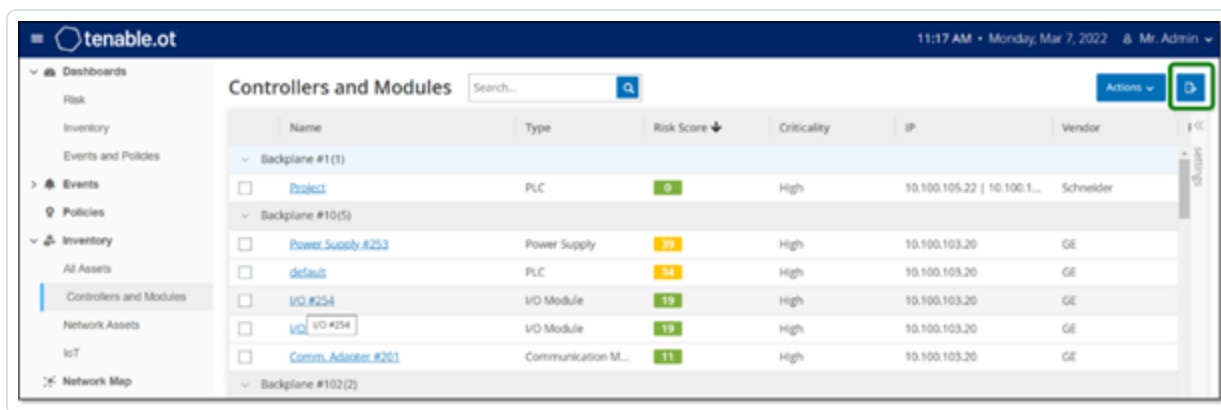 tenable.ot
11:17 AM • Monday, Mar 7, 2022 Mr. Admin
Dashboards
Risk
Inventory
Events and Policies
Events
Policies
Inventory
All Assets
Controllers and Modules
Network Assets
IoT
Network Map
Controllers and Modules Search... Actions
Name Type Risk Score Criticality IP Vendor
settings
Backplane #1(1)
Project PLC 0 High 10.100.105.22 | 10.100.1... Schneider
Backplane #10(5)
Power Supply #253 Power Supply 39 High 10.100.103.20 GE
default PLC 34 High 10.100.103.20 GE
I/O #254 I/O Module 19 High 10.100.103.20 GE
I/O I/O #254 I/O Module 19 High 10.100.103.20 GE
Comm. Adapter #201 Communication M... 11 High 10.100.103.20 GE
Backplane #102(2)